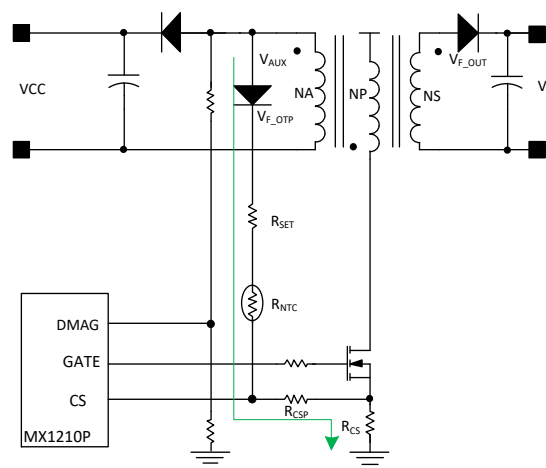 VCC
VAUX
VF_OTP
NA
NP
NS
VF_OUT
V
RSET
RNTC
DMAG
GATE
CS
RCSP
RCS
MX1210P